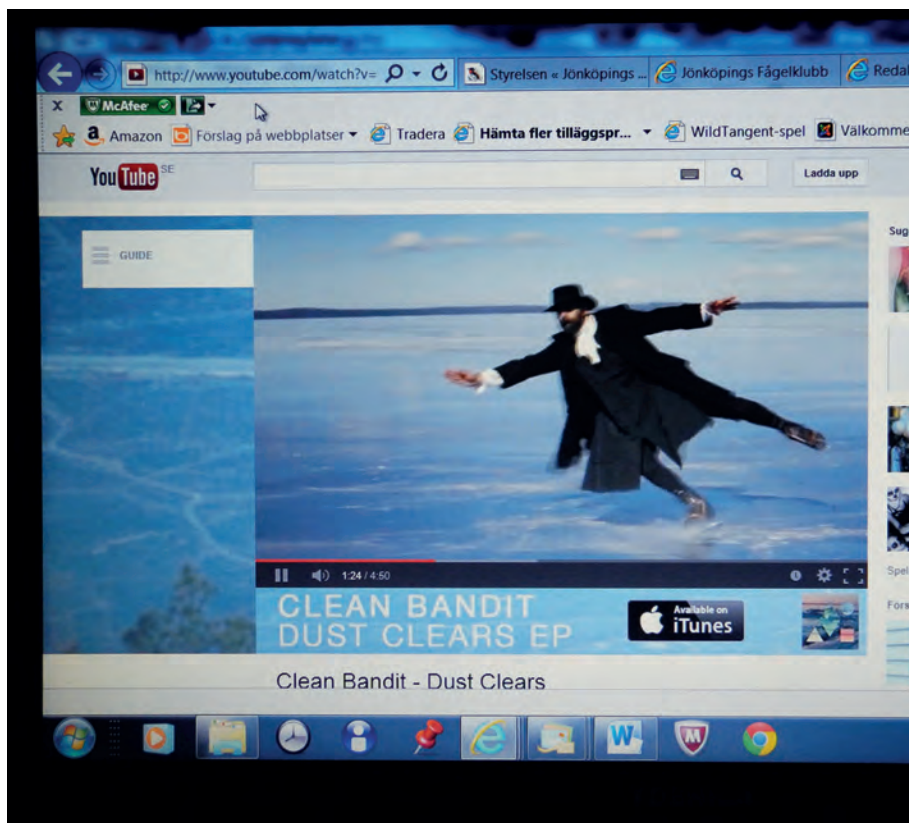 http://www.youtube.com/watch?v= Styrelsen « Jönköpings ... Jönköpings Fågelklubb Redal
X McAfee
a Amazon Förslag på webbplatser Tradera Hämta fler tilläggspr... WildTangent-spel Välkomme
YouTube SE Ladda upp
Sug
GUIDE
1:24 / 4:50
Spel
CLEAN BANDIT
DUST CLEARS EP
Available on
iTunes
Förs
Clean Bandit - Dust Clears
W M